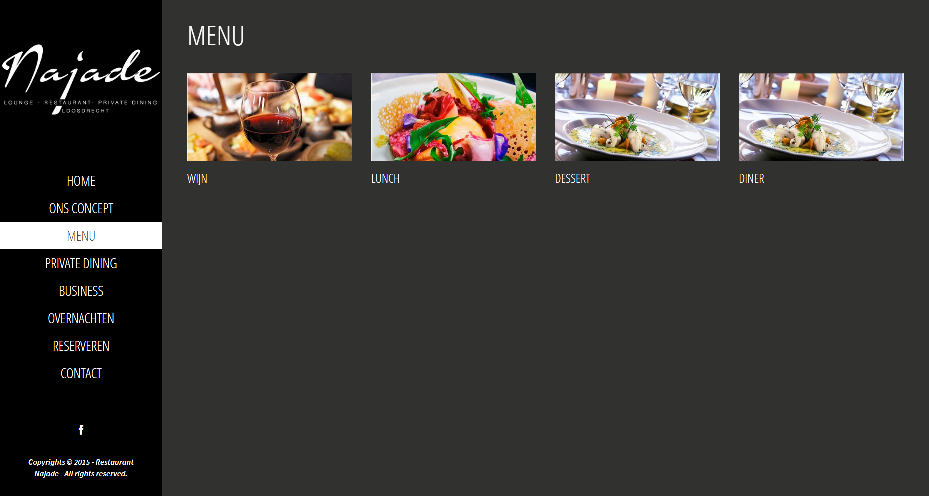 Najade
LOUNGE - RESTAURANT- PRIVATE DINING
LOOSDRECHT
HOME
ONS CONCEPT
MENU
PRIVATE DINING
BUSINESS
OVERNACHTEN
RESERVEREN
CONTACT
f
Copyrights © 2015 - Restaurant
Najade - All rights reserved.
MENU
WIJN
LUNCH
DESSERT
DINER